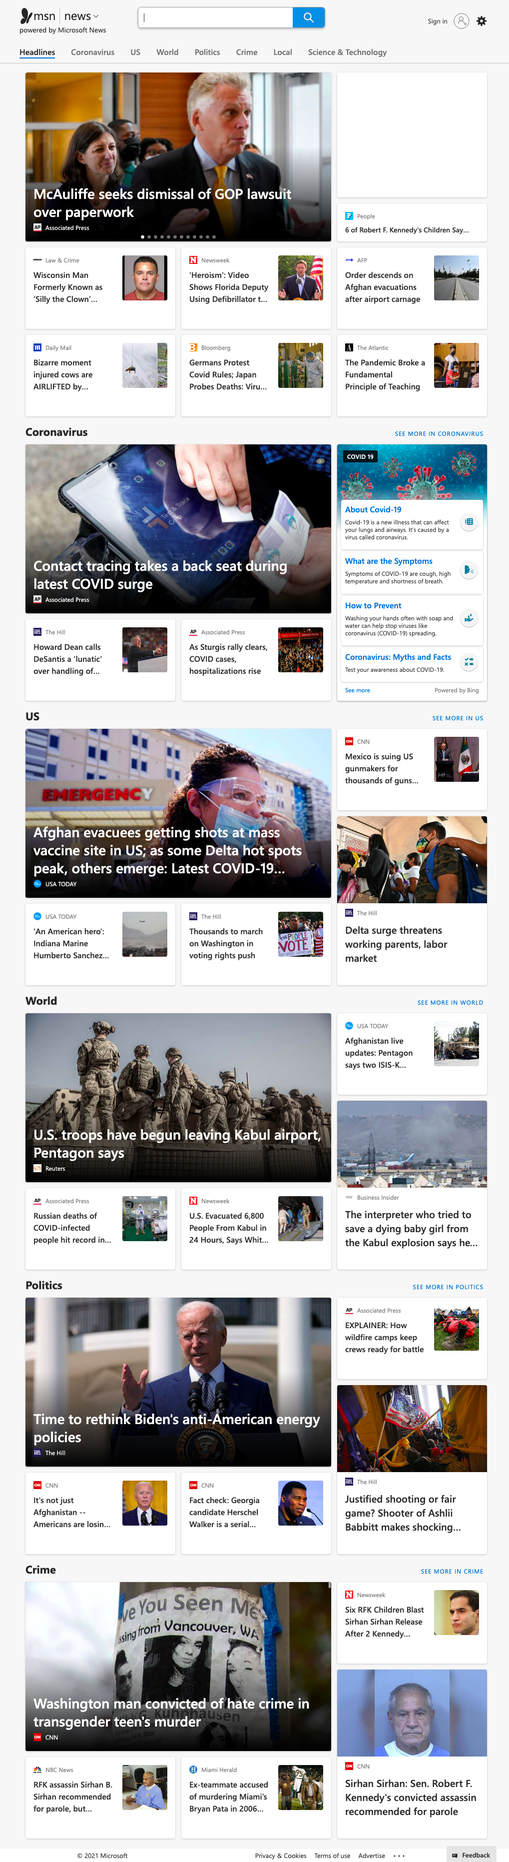 msn news
powered by Microsoft News
Sign in
Headlines Coronavirus US World Politics Crime Local Science & Technology
McAuliffe seeks dismissal of GOP lawsuit
over paperwork
AP Associated Press
People
6 of Robert F. Kennedy's Children Say...
Law & Crime
Wisconsin Man
Formerly Known as
'Silly the Clown'...
Newsweek
'Heroism': Video
Shows Florida Deputy
Using Defibrillator t...
AFP
Order descends on
Afghan evacuations
after airport carnage
Daily Mail
Bizarre moment
injured cows are
AIRLIFTED by...
Bloomberg
Germans Protest
Covid Rules; Japan
Probes Deaths: Viru...
The Atlantic
The Pandemic Broke a
Fundamental
Principle of Teaching
Coronavirus
SEE MORE IN CORONAVIRUS
Contact tracing takes a back seat during
latest COVID surge
AP Associated Press
COVID 19
About Covid-19
Covid-19 is a new illness that can affect
your lungs and airways. It's caused by a
virus called coronavirus.
What are the Symptoms
Symptoms of COVID-19 are cough, high
temperature and shortness of breath.
How to Prevent
Washing your hands often with soap and
water can help stop viruses like
coronavirus (COVID-19) spreading.
Coronavirus: Myths and Facts
Test your awareness about COVID-19.
See more
Powered by Bing
The Hill
Howard Dean calls
DeSantis a 'lunatic'
over handling of...
AP Associated Press
As Sturgis rally clears,
COVID cases,
hospitalizations rise
US
SEE MORE IN US
EMERGENCY
Afghan evacuees getting shots at mass
vaccine site in US; as some Delta hot spots
peak, others emerge: Latest COVID-19...
USA TODAY
CNN
Mexico is suing US
gunmakers for
thousands of guns...
The Hill
Delta surge threatens
working parents, labor
market
USA TODAY
'An American hero':
Indiana Marine
Humberto Sanchez...
The Hill
Thousands to march
on Washington in
voting rights push
PEOPLE
VOTE
World
SEE MORE IN WORLD
U.S. troops have begun leaving Kabul airport,
Pentagon says
Reuters
USA TODAY
Afghanistan live
updates: Pentagon
says two ISIS-K...
Business Insider
The interpreter who tried to
save a dying baby girl from
the Kabul explosion says he...
AP Associated Press
Russian deaths of
COVID-infected
people hit record in...
Newsweek
U.S. Evacuated 6,800
People From Kabul in
24 Hours, Says Whit...
Politics
SEE MORE IN POLITICS
Time to rethink Biden's anti-American energy
policies
The Hill
AP Associated Press
EXPLAINER: How
wildfire camps keep
crews ready for battle
The Hill
Justified shooting or fair
game? Shooter of Ashli
Babbitt makes shocking...
CNN
It's not just
Afghanistan --
Americans are losin...
CNN
Fact check: Georgia
candidate Herschel
Walker is a serial...
Crime
SEE MORE IN CRIME
ve You Seen Me
sing from Vancouver, WA
Washington man convicted of hate crime in
transgender teen's murder
CNN
Newsweek
Six RFK Children Blast
Sirhan Sirhan Release
After 2 Kennedy...
CNN
Sirhan Sirhan: Sen. Robert F.
Kennedy's convicted assassin
recommended for parole
NBC News
RFK assassin Sirhan B.
Sirhan recommended
for parole, but...
Miami Herald
Ex-teammate accused
of murdering Miami's
Bryan Pata in 2006...
© 2021 Microsoft
Privacy & Cookies Terms of use Advertise ...
Feedback